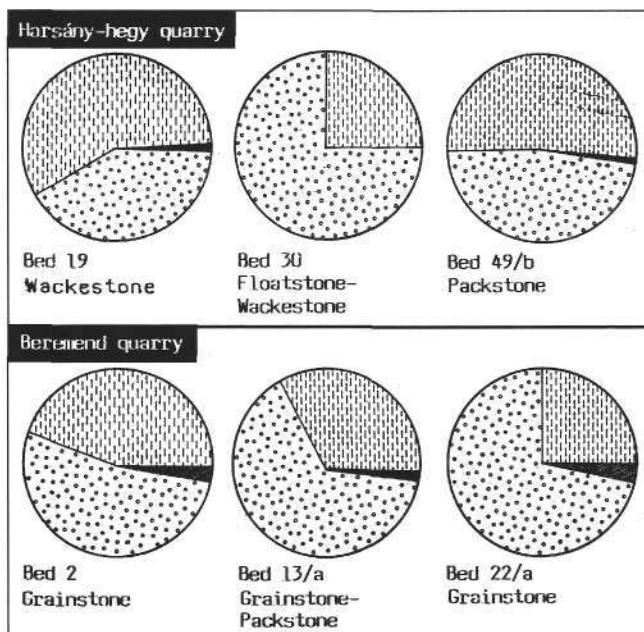 Harsány-hegy quarry
Bed 19
Wackestone
Bed 30
Floatstone-
Wackestone
Bed 49/b
Packstone
Beremend quarry
Bed 2
Grainstone
Bed 13/a
Grainstone-
Packstone
Bed 22/a
Grainstone